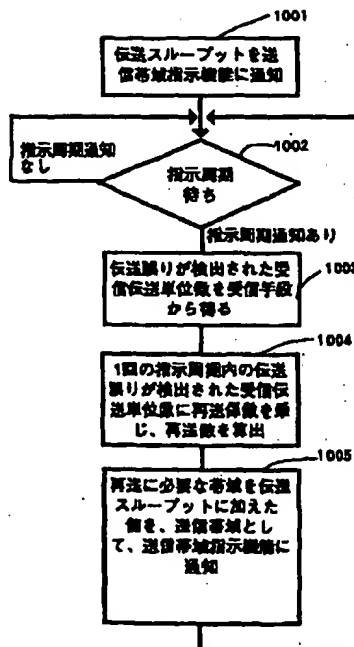 1001
伝送スループットを送
信帯域指示機能に通知
1002
指示周期通知
なし
指示周期
待ち
指示周期通知あり
1003
伝送誤りが検出された受
信伝送単位数を受信手段
から得る
1004
1回の指示周期内の伝送
誤りが検出された受信伝
送単位数に再送係数を乗
じ、再送数を算出
1005
再送に必要な帯域を伝送
スループットに加えた
値を、送信帯域とし
て、送信帯域指示機能に
通知